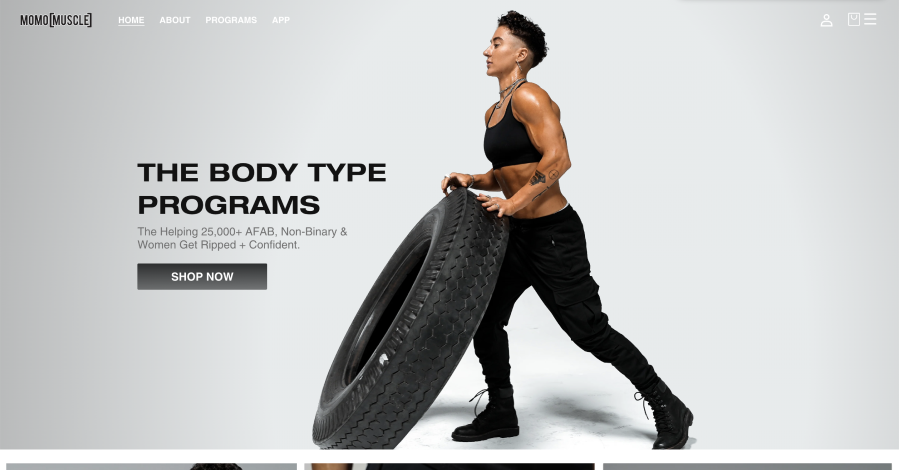 MOMO[MUSCLE]
HOME ABOUT PROGRAMS APP
THE BODY TYPE
PROGRAMS
The Helping 25,000+ AFAB, Non-Binary &
Women Get Ripped + Confident.
SHOP NOW